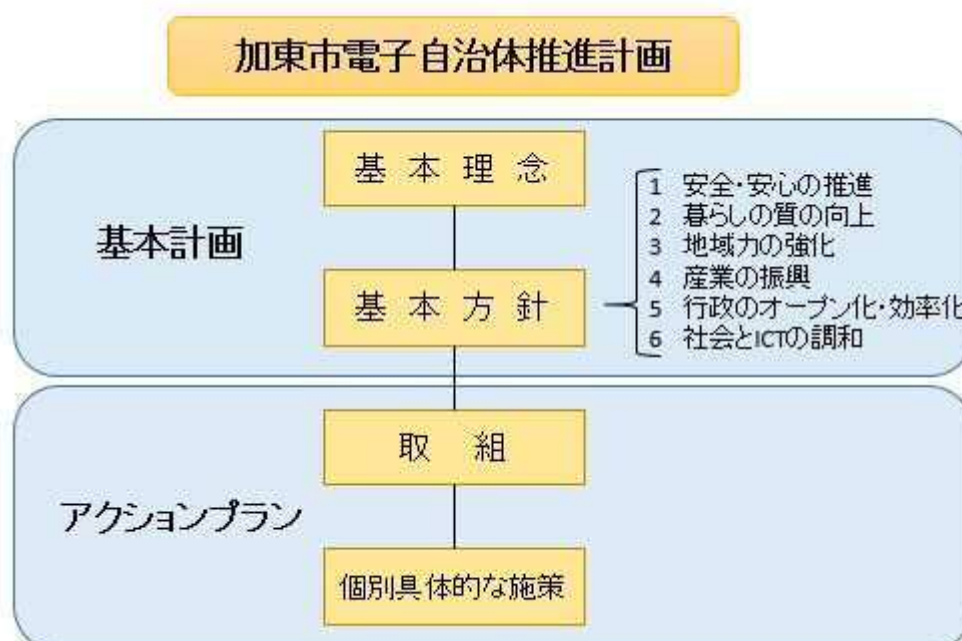 加東市電子自治体推進計画
基本計画
基本理念
基本方針
1 安全・安心の推進
2 暮らしの質の向上
3 地域力の強化
4 産業の振興
5 行政のオープン化・効率化
6 社会とICTの調和
アクションプラン
取組
個別具体的な施策